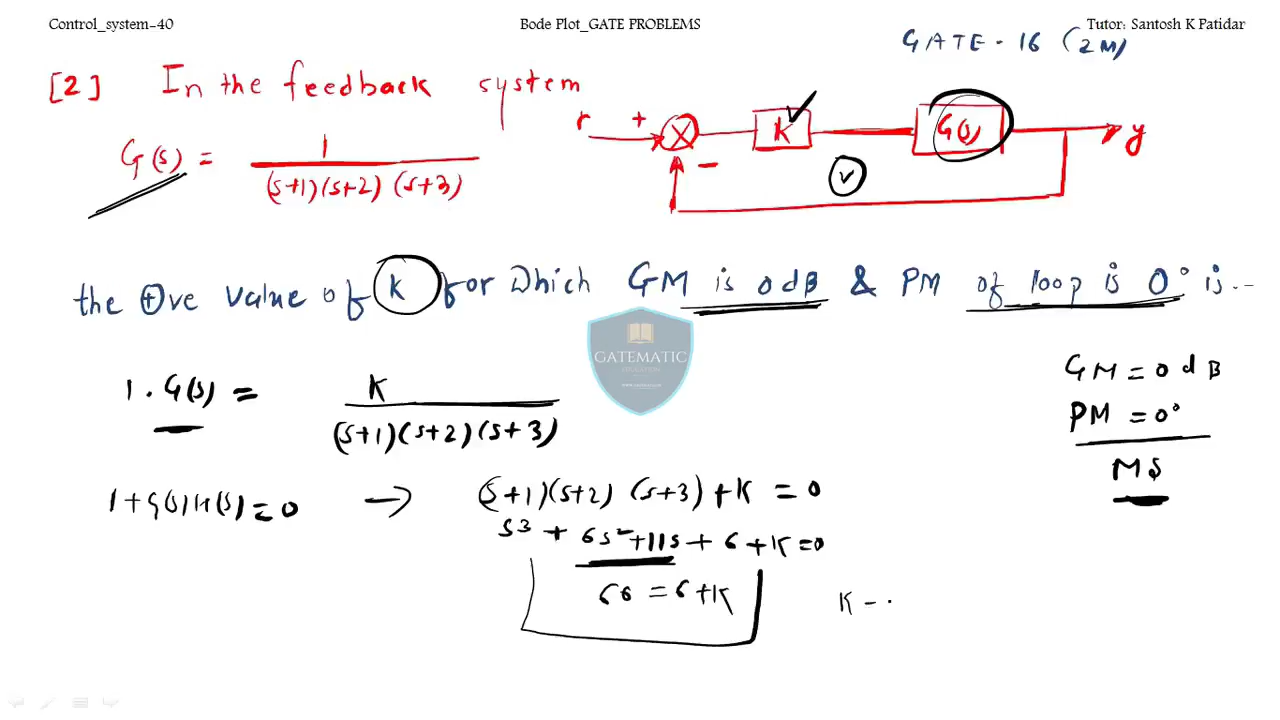 Control_system-40 Bode Plot_GATE PROBLEMS Tutor: Santosh K Patidar
GATE - 16 (2M)
[2] In the feedback system
r + K G(s) y
-
G(s) = 1
(s+1)(s+2) (s+3)
the ⊕ve value of K for which GM is 0 dB & PM of loop is 0° is --
GATEMATIC
EDUCATION
1 . G(s) = K
(s+1)(s+2)(s+3)
GM = 0 dB
PM = 0°
MS
1+G(s)H(s) = 0 → (s+1)(s+2) (s+3) + K = 0
s³ + 6s²+11s + 6 + K = 0
66 = 6+K K - .